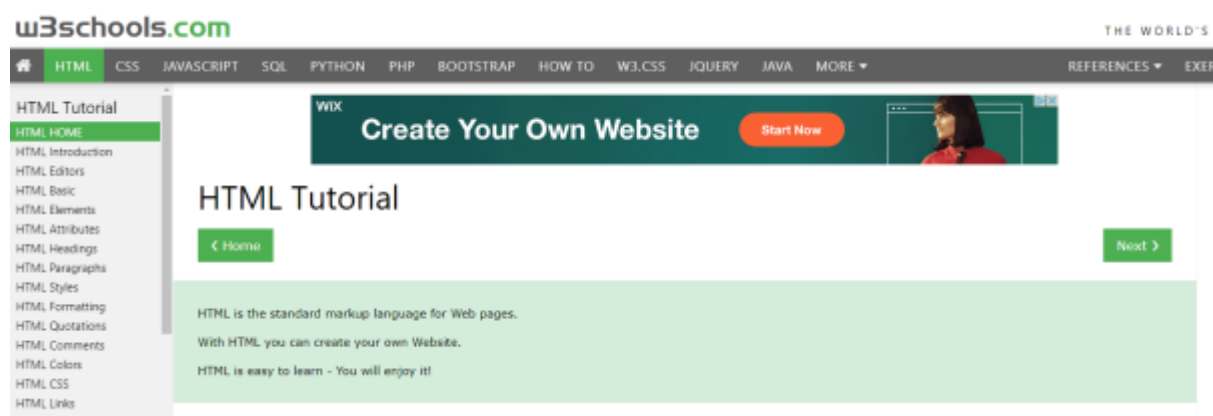 w3schools.com
THE WORLD'S
HTML CSS JAVASCRIPT SQL PYTHON PHP BOOTSTRAP HOW TO W3.CSS JQUERY JAVA MORE REFERENCES EXER
HTML Tutorial
HTML HOME
HTML Introduction
HTML Editors
HTML Basic
HTML Elements
HTML Attributes
HTML Headings
HTML Paragraphs
HTML Styles
HTML Formatting
HTML Quotations
HTML Comments
HTML Colors
HTML CSS
HTML Links
WIX
Create Your Own Website
Start Now
HTML Tutorial
❮ Home
Next ❯
HTML is the standard markup language for Web pages.
With HTML you can create your own Website.
HTML is easy to learn - You will enjoy it!